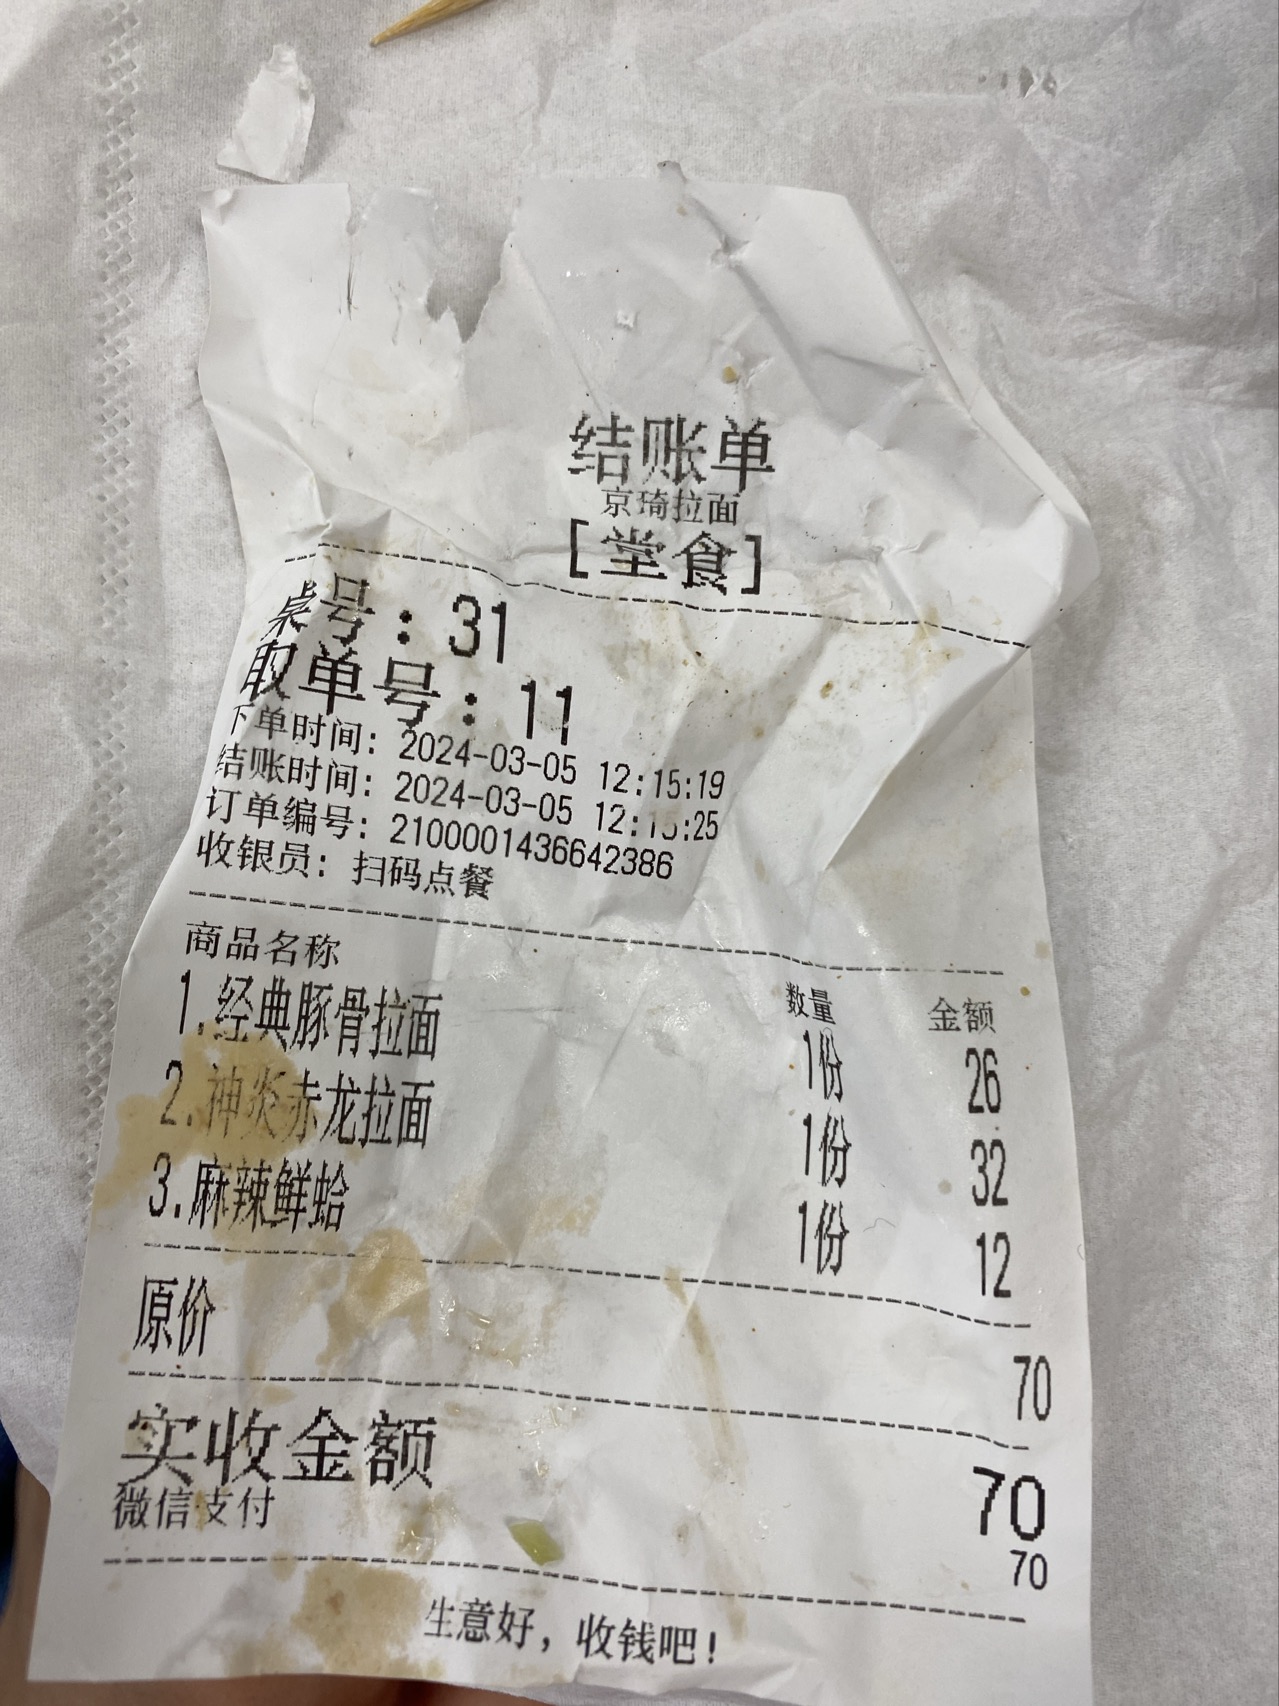 结账单
京琦拉面
[堂食]
桌号：31
取单号：11
下单时间: 2024-03-05 12:15:19
结账时间: 2024-03-05 12:15:25
订单编号: 2100001436642386
收银员: 扫码点餐
商品名称 数量 金额
1.经典豚骨拉面 1份 26
2.神炎赤龙拉面 1份 32
3.麻辣鲜蛤 1份 12
原价 70
实收金额 70
微信支付 70
生意好，收钱吧!